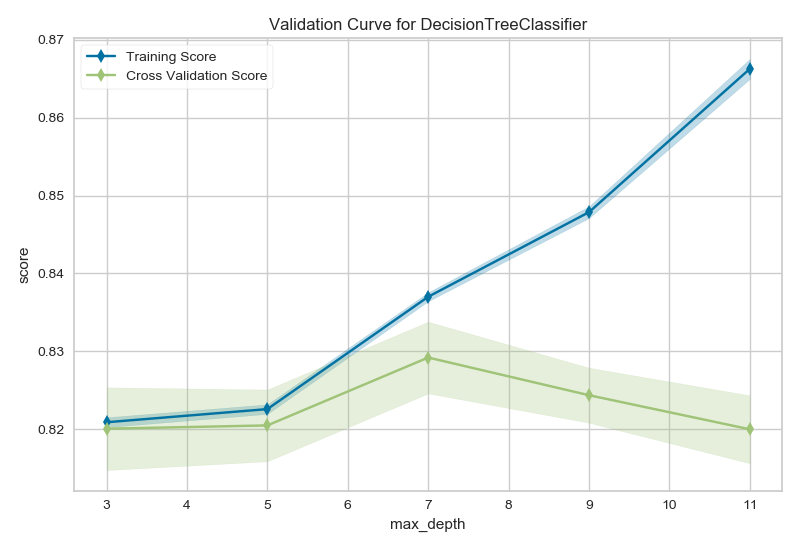 Validation Curve for DecisionTreeClassifier
Training Score
Cross Validation Score
0.87
0.86
0.85
0.84
0.83
0.82
score
3 4 5 6 7 8 9 10 11
max_depth